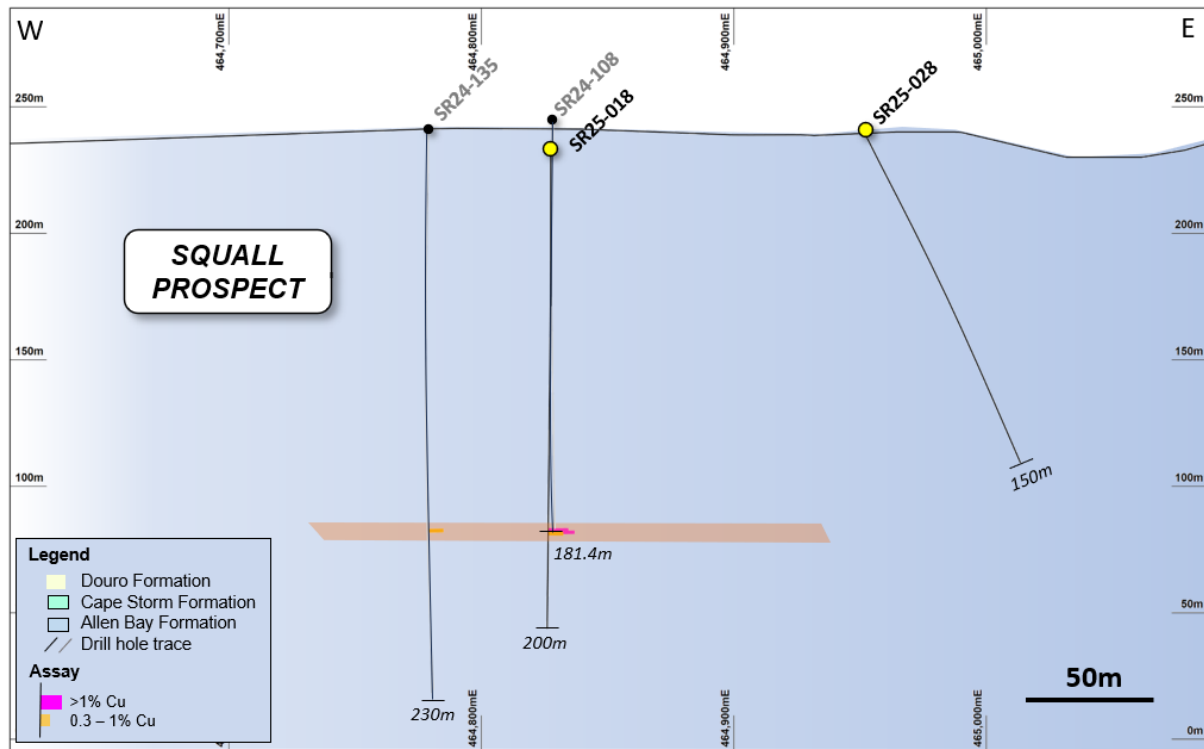 W
E
464,700mE
464,800mE
464,900mE
465,000mE
SR24-135
SR24-108
SR25-018
SR25-028
250m
250m
200m
200m
150m
150m
100m
100m
50m
0m
SQUALL
PROSPECT
150m
181.4m
200m
230m
Legend
Douro Formation
Cape Storm Formation
Allen Bay Formation
Drill hole trace
Assay
>1% Cu
0.3 – 1% Cu
50m
464,800mE
464,900mE
465,000mE